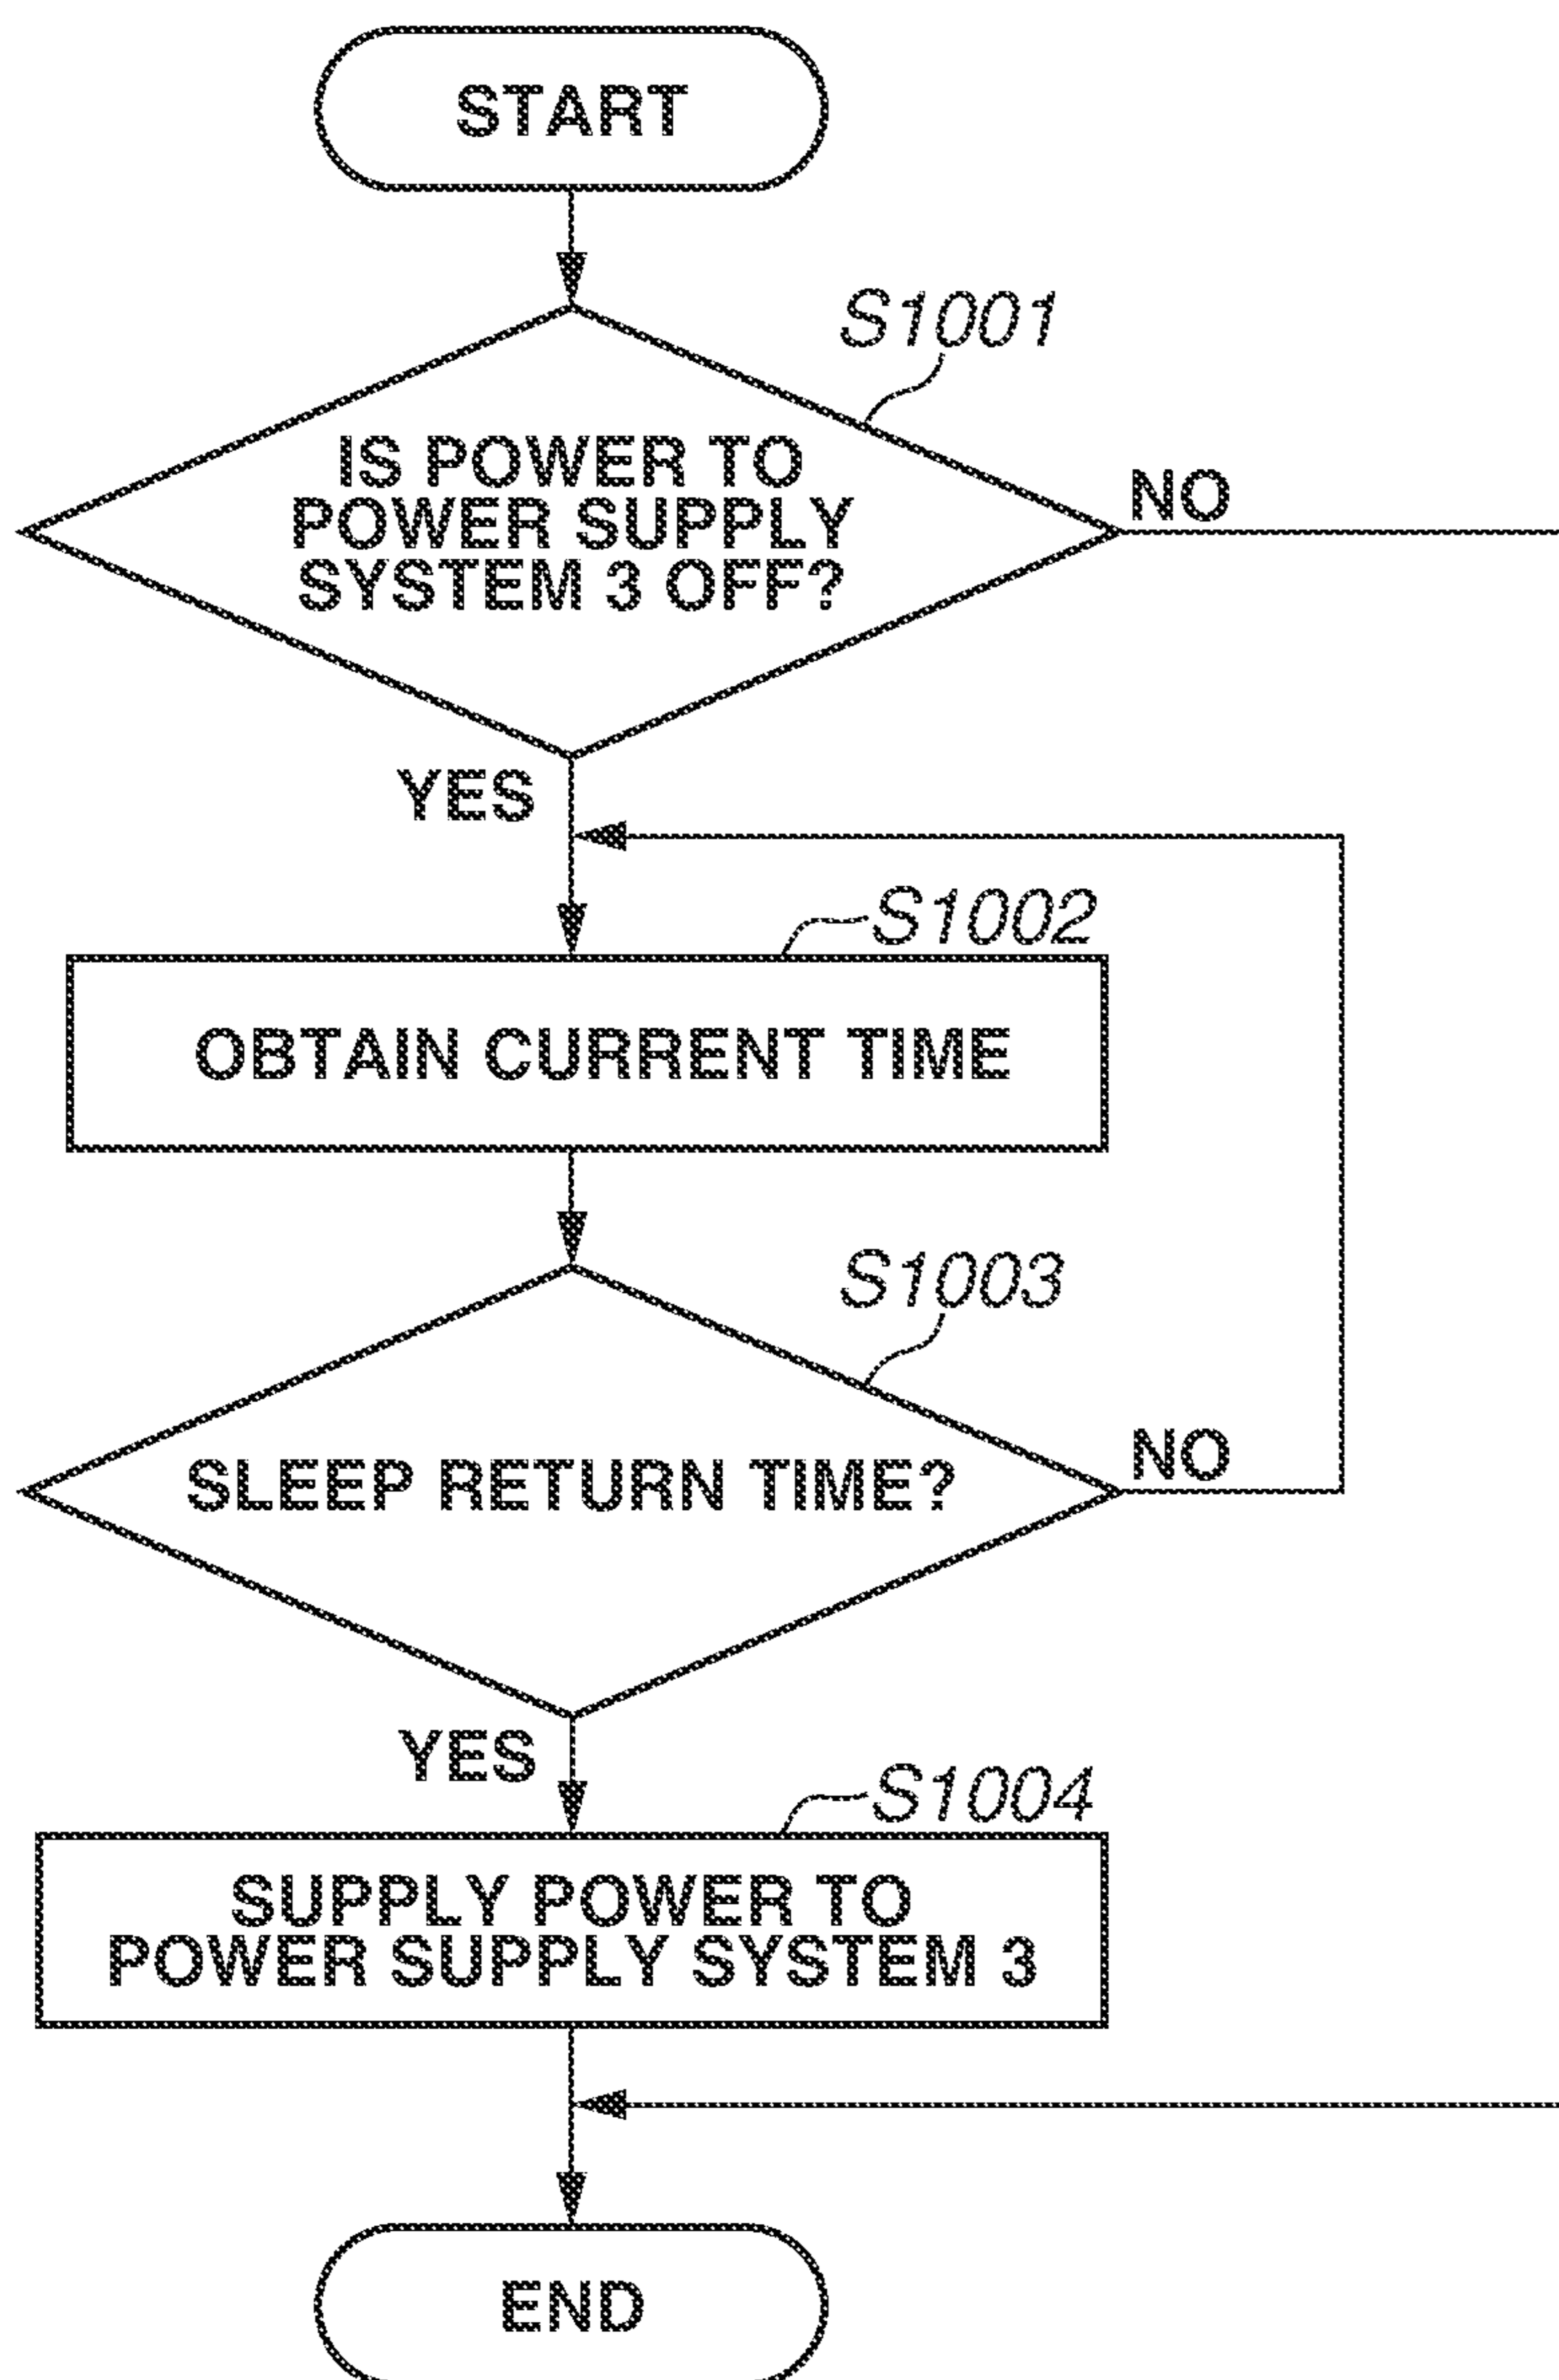 START
S1001
IS POWER TO
POWER SUPPLY
SYSTEM 3 OFF?
NO
YES
S1002
OBTAIN CURRENT TIME
S1003
SLEEP RETURN TIME?
NO
YES
S1004
SUPPLY POWER TO
POWER SUPPLY SYSTEM 3
END